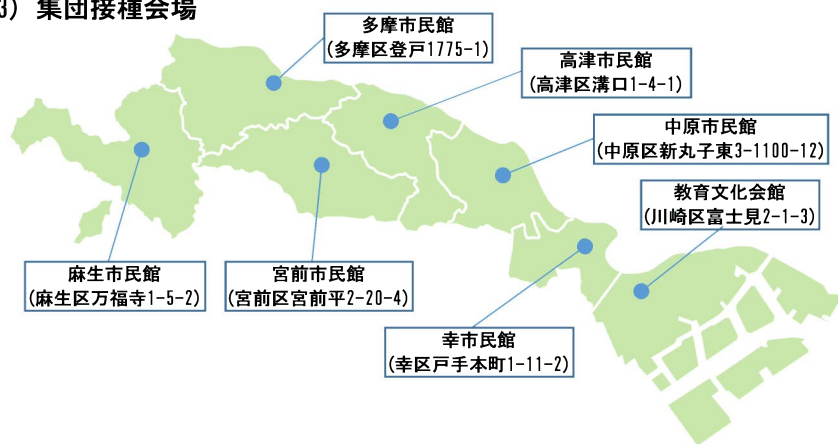 3) 集団接種会場
多摩市民館
(多摩区登戸1775-1)
高津市民館
(高津区溝口1-4-1)
中原市民館
(中原区新丸子東3-1100-12)
教育文化会館
(川崎区富士見2-1-3)
麻生市民館
(麻生区万福寺1-5-2)
宮前市民館
(宮前区宮前平2-20-4)
幸市民館
(幸区戸手本町1-11-2)